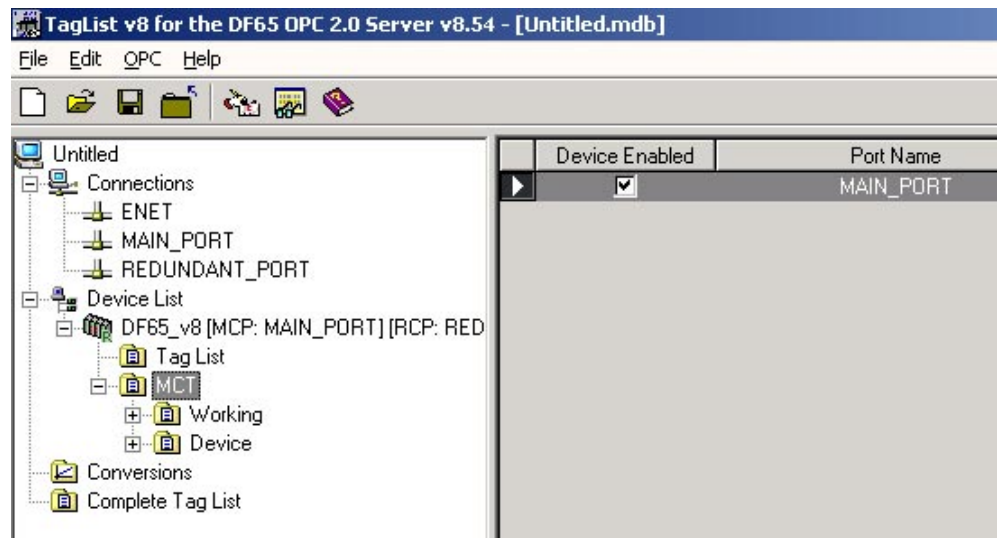 TagList v8 for the DF65 OPC 2.0 Server v8.54 - [Untitled.mdb]
File Edit OPC Help
Untitled
Connections
ENET
MAIN_PORT
REDUNDANT_PORT
Device List
DF65_v8 [MCP: MAIN_PORT] [RCP: RED
Tag List
MCT
Working
Device
Conversions
Complete Tag List
Device Enabled Port Name
MAIN_PORT